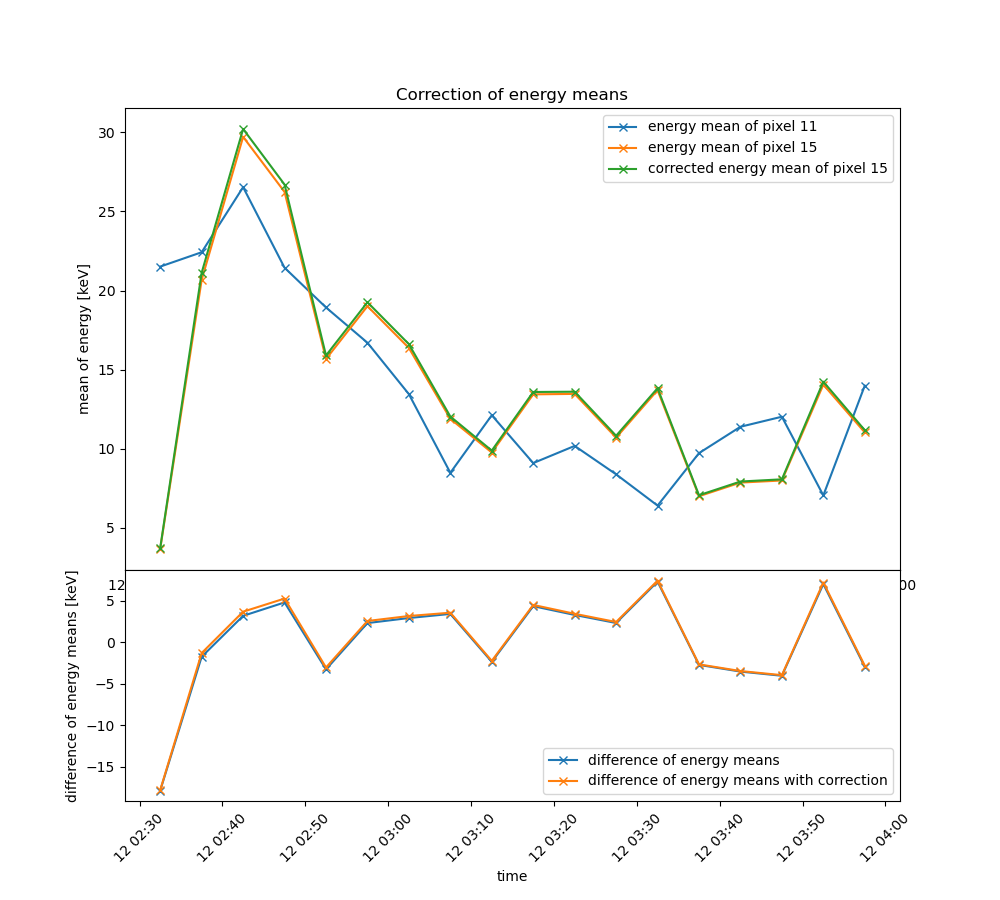 Correction of energy means
30
25
20
15
10
5
mean of energy [keV]
energy mean of pixel 11
energy mean of pixel 15
corrected energy mean of pixel 15
12
00
5
0
−5
−10
−15
difference of energy means [keV]
difference of energy means
difference of energy means with correction
12 02:30
12 02:40
12 02:50
12 03:00
12 03:10
12 03:20
12 03:30
12 03:40
12 03:50
12 04:00
time